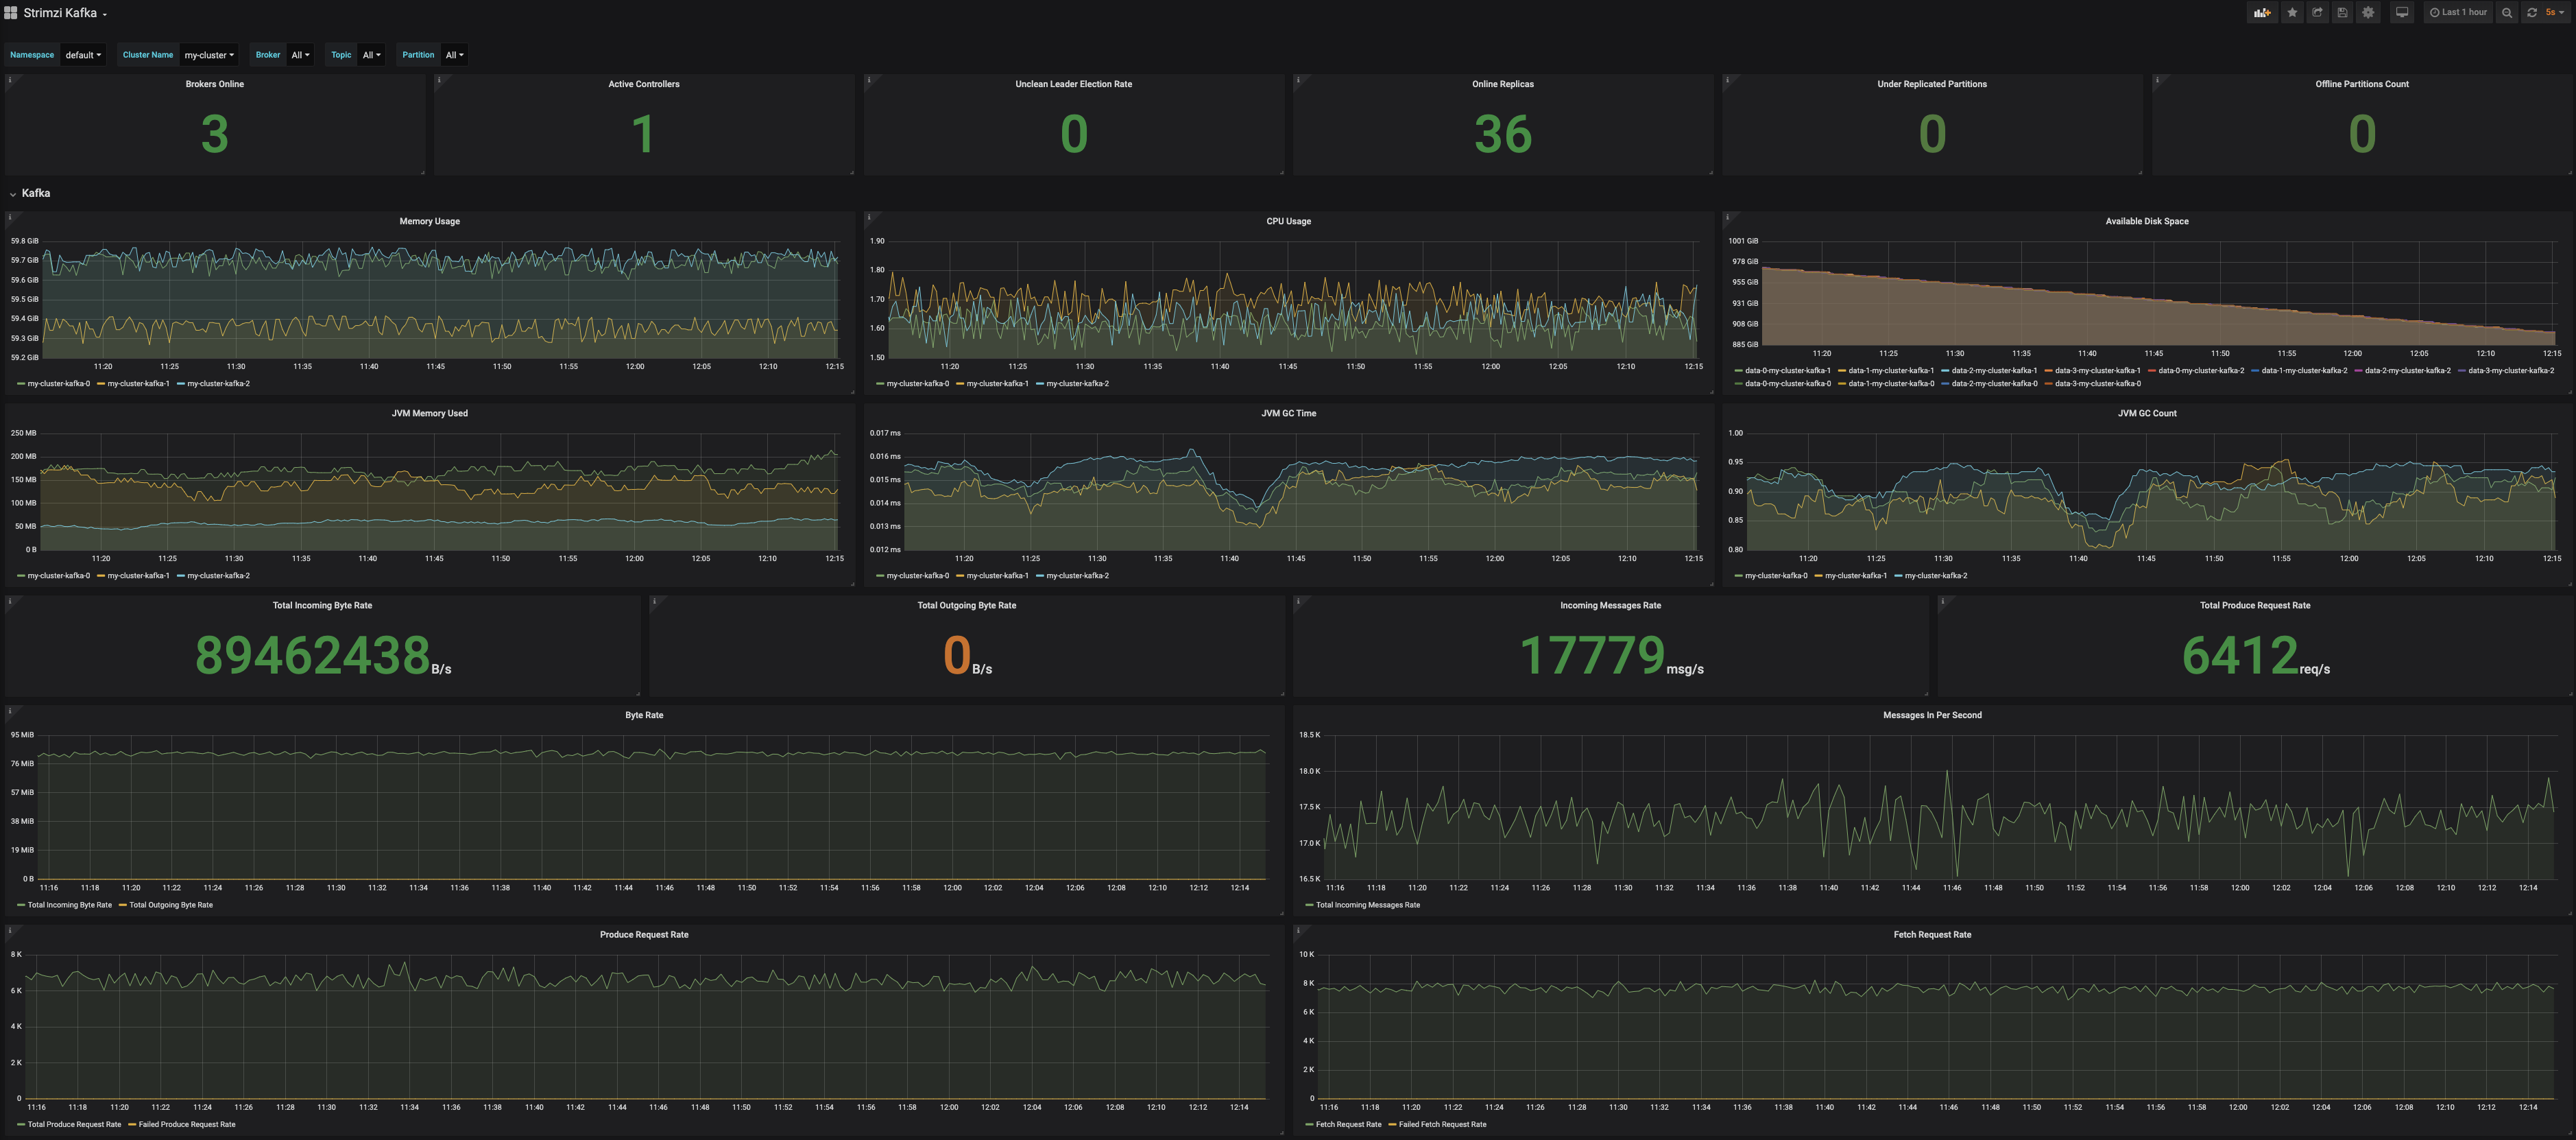 Strimzi Kafka
Last 1 hour 5s
Namespace default Cluster Name my-cluster Broker All Topic All Partition All
Brokers Online
3
Active Controllers
1
Unclean Leader Election Rate
0
Online Replicas
36
Under Replicated Partitions
0
Offline Partitions Count
0
Kafka
Memory Usage
59.8 GiB
59.7 GiB
59.6 GiB
59.5 GiB
59.4 GiB
59.3 GiB
59.2 GiB
11:20 11:25 11:30 11:35 11:40 11:45 11:50 11:55 12:00 12:05 12:10 12:15
my-cluster-kafka-0 my-cluster-kafka-1 my-cluster-kafka-2
CPU Usage
1.90
1.80
1.70
1.60
1.50
11:20 11:25 11:30 11:35 11:40 11:45 11:50 11:55 12:00 12:05 12:10 12:15
my-cluster-kafka-0 my-cluster-kafka-1 my-cluster-kafka-2
Available Disk Space
1001 GiB
978 GiB
955 GiB
931 GiB
908 GiB
885 GiB
11:20 11:25 11:30 11:35 11:40 11:45 11:50 11:55 12:00 12:05 12:10 12:15
data-0-my-cluster-kafka-1 data-1-my-cluster-kafka-1 data-2-my-cluster-kafka-1 data-3-my-cluster-kafka-1 data-0-my-cluster-kafka-2 data-1-my-cluster-kafka-2 data-2-my-cluster-kafka-2 data-3-my-cluster-kafka-2
data-0-my-cluster-kafka-0 data-1-my-cluster-kafka-0 data-2-my-cluster-kafka-0 data-3-my-cluster-kafka-0
JVM Memory Used
250 MB
200 MB
150 MB
100 MB
50 MB
0 B
11:20 11:25 11:30 11:35 11:40 11:45 11:50 11:55 12:00 12:05 12:10 12:15
my-cluster-kafka-0 my-cluster-kafka-1 my-cluster-kafka-2
JVM GC Time
0.017 ms
0.016 ms
0.015 ms
0.014 ms
0.013 ms
0.012 ms
11:20 11:25 11:30 11:35 11:40 11:45 11:50 11:55 12:00 12:05 12:10 12:15
my-cluster-kafka-0 my-cluster-kafka-1 my-cluster-kafka-2
JVM GC Count
1.00
0.95
0.90
0.85
0.80
11:20 11:25 11:30 11:35 11:40 11:45 11:50 11:55 12:00 12:05 12:10 12:15
my-cluster-kafka-0 my-cluster-kafka-1 my-cluster-kafka-2
Total Incoming Byte Rate
89462438 B/s
Total Outgoing Byte Rate
0 B/s
Incoming Messages Rate
17779 msg/s
Total Produce Request Rate
6412 req/s
Byte Rate
95 MiB
76 MiB
57 MiB
38 MiB
19 MiB
0 B
11:16 11:18 11:20 11:22 11:24 11:26 11:28 11:30 11:32 11:34 11:36 11:38 11:40 11:42 11:44 11:46 11:48 11:50 11:52 11:54 11:56 11:58 12:00 12:02 12:04 12:06 12:08 12:10 12:12 12:14
Total Incoming Byte Rate Total Outgoing Byte Rate
Messages In Per Second
18.5 K
18.0 K
17.5 K
17.0 K
16.5 K
11:16 11:18 11:20 11:22 11:24 11:26 11:28 11:30 11:32 11:34 11:36 11:38 11:40 11:42 11:44 11:46 11:48 11:50 11:52 11:54 11:56 11:58 12:00 12:02 12:04 12:06 12:08 12:10 12:12 12:14
Total Incoming Messages Rate
Produce Request Rate
8 K
6 K
4 K
2 K
0
11:16 11:18 11:20 11:22 11:24 11:26 11:28 11:30 11:32 11:34 11:36 11:38 11:40 11:42 11:44 11:46 11:48 11:50 11:52 11:54 11:56 11:58 12:00 12:02 12:04 12:06 12:08 12:10 12:12 12:14
Total Produce Request Rate Failed Produce Request Rate
Fetch Request Rate
10 K
8 K
6 K
4 K
2 K
0
11:16 11:18 11:20 11:22 11:24 11:26 11:28 11:30 11:32 11:34 11:36 11:38 11:40 11:42 11:44 11:46 11:48 11:50 11:52 11:54 11:56 11:58 12:00 12:02 12:04 12:06 12:08 12:10 12:12 12:14
Fetch Request Rate Failed Fetch Request Rate